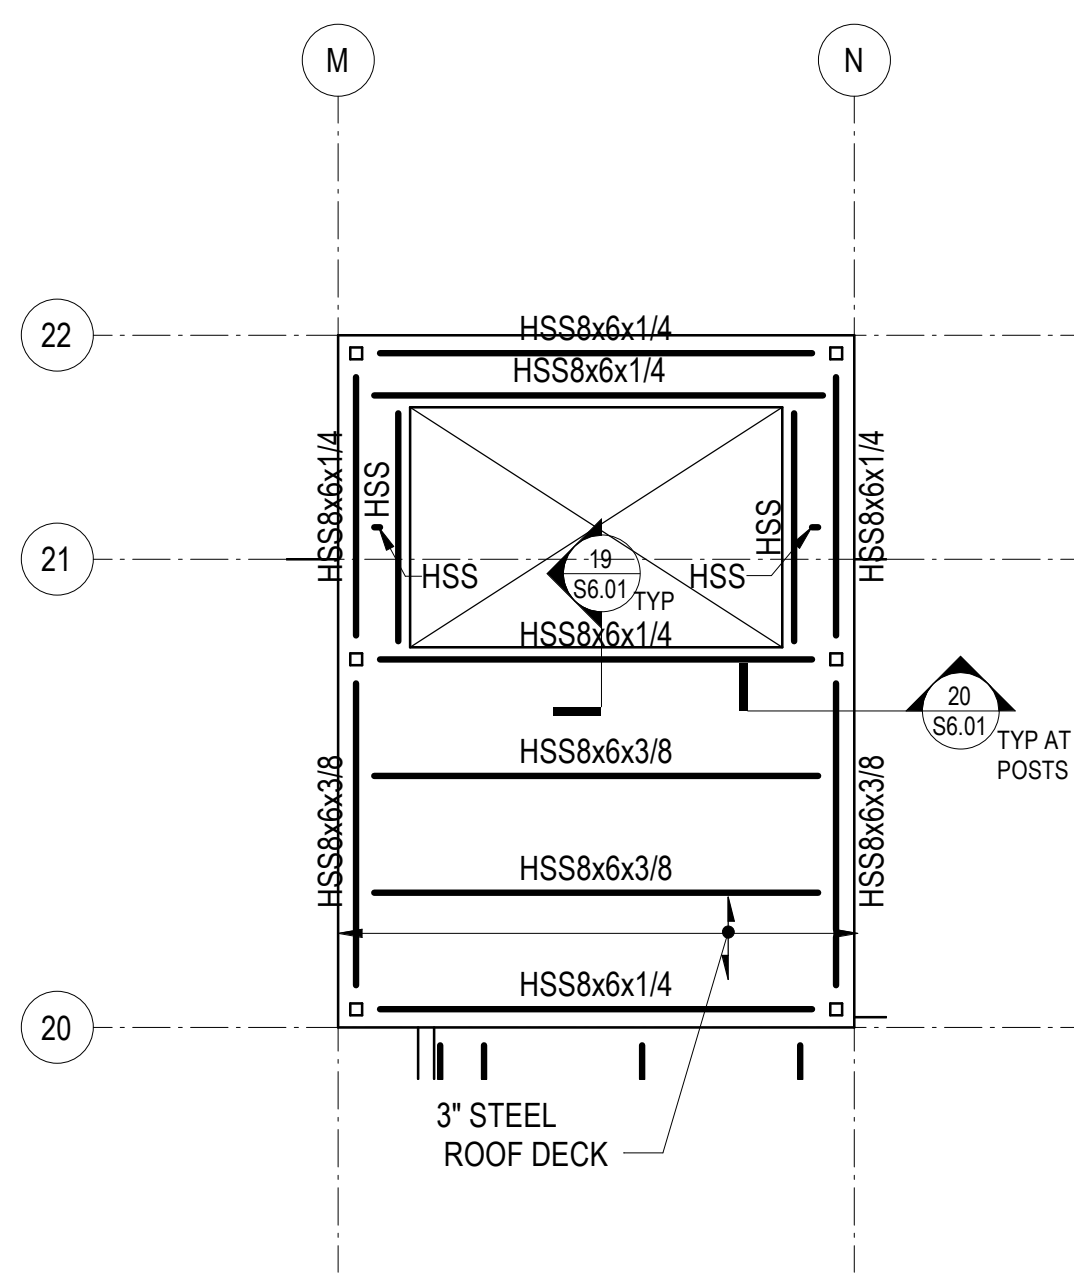 M
N
22
HSS8x6x1/4
HSS8x6x1/4
HSS8x6x1/4
HSS
HSS
HSS8x6x1/4
21
HSS
19
S6.01
TYP
HSS
HSS8x6x1/4
20
S6.01
TYP AT
POSTS
HSS8x6x3/8
HSS8x6x3/8
HSS8x6x3/8
HSS8x6x3/8
HSS8x6x1/4
20
3" STEEL
ROOF DECK